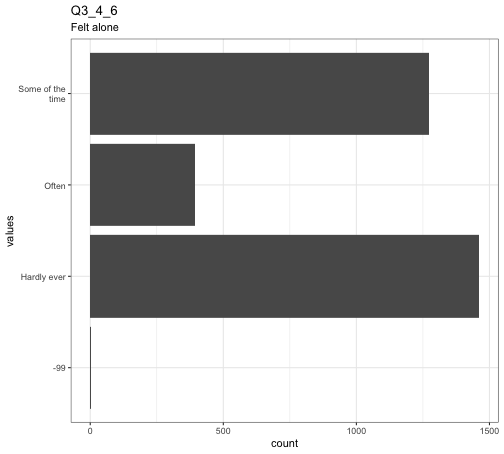 Q3_4_6
Felt alone
values
Some of the
time
Often
Hardly ever
-99
0 500 1000 1500
count